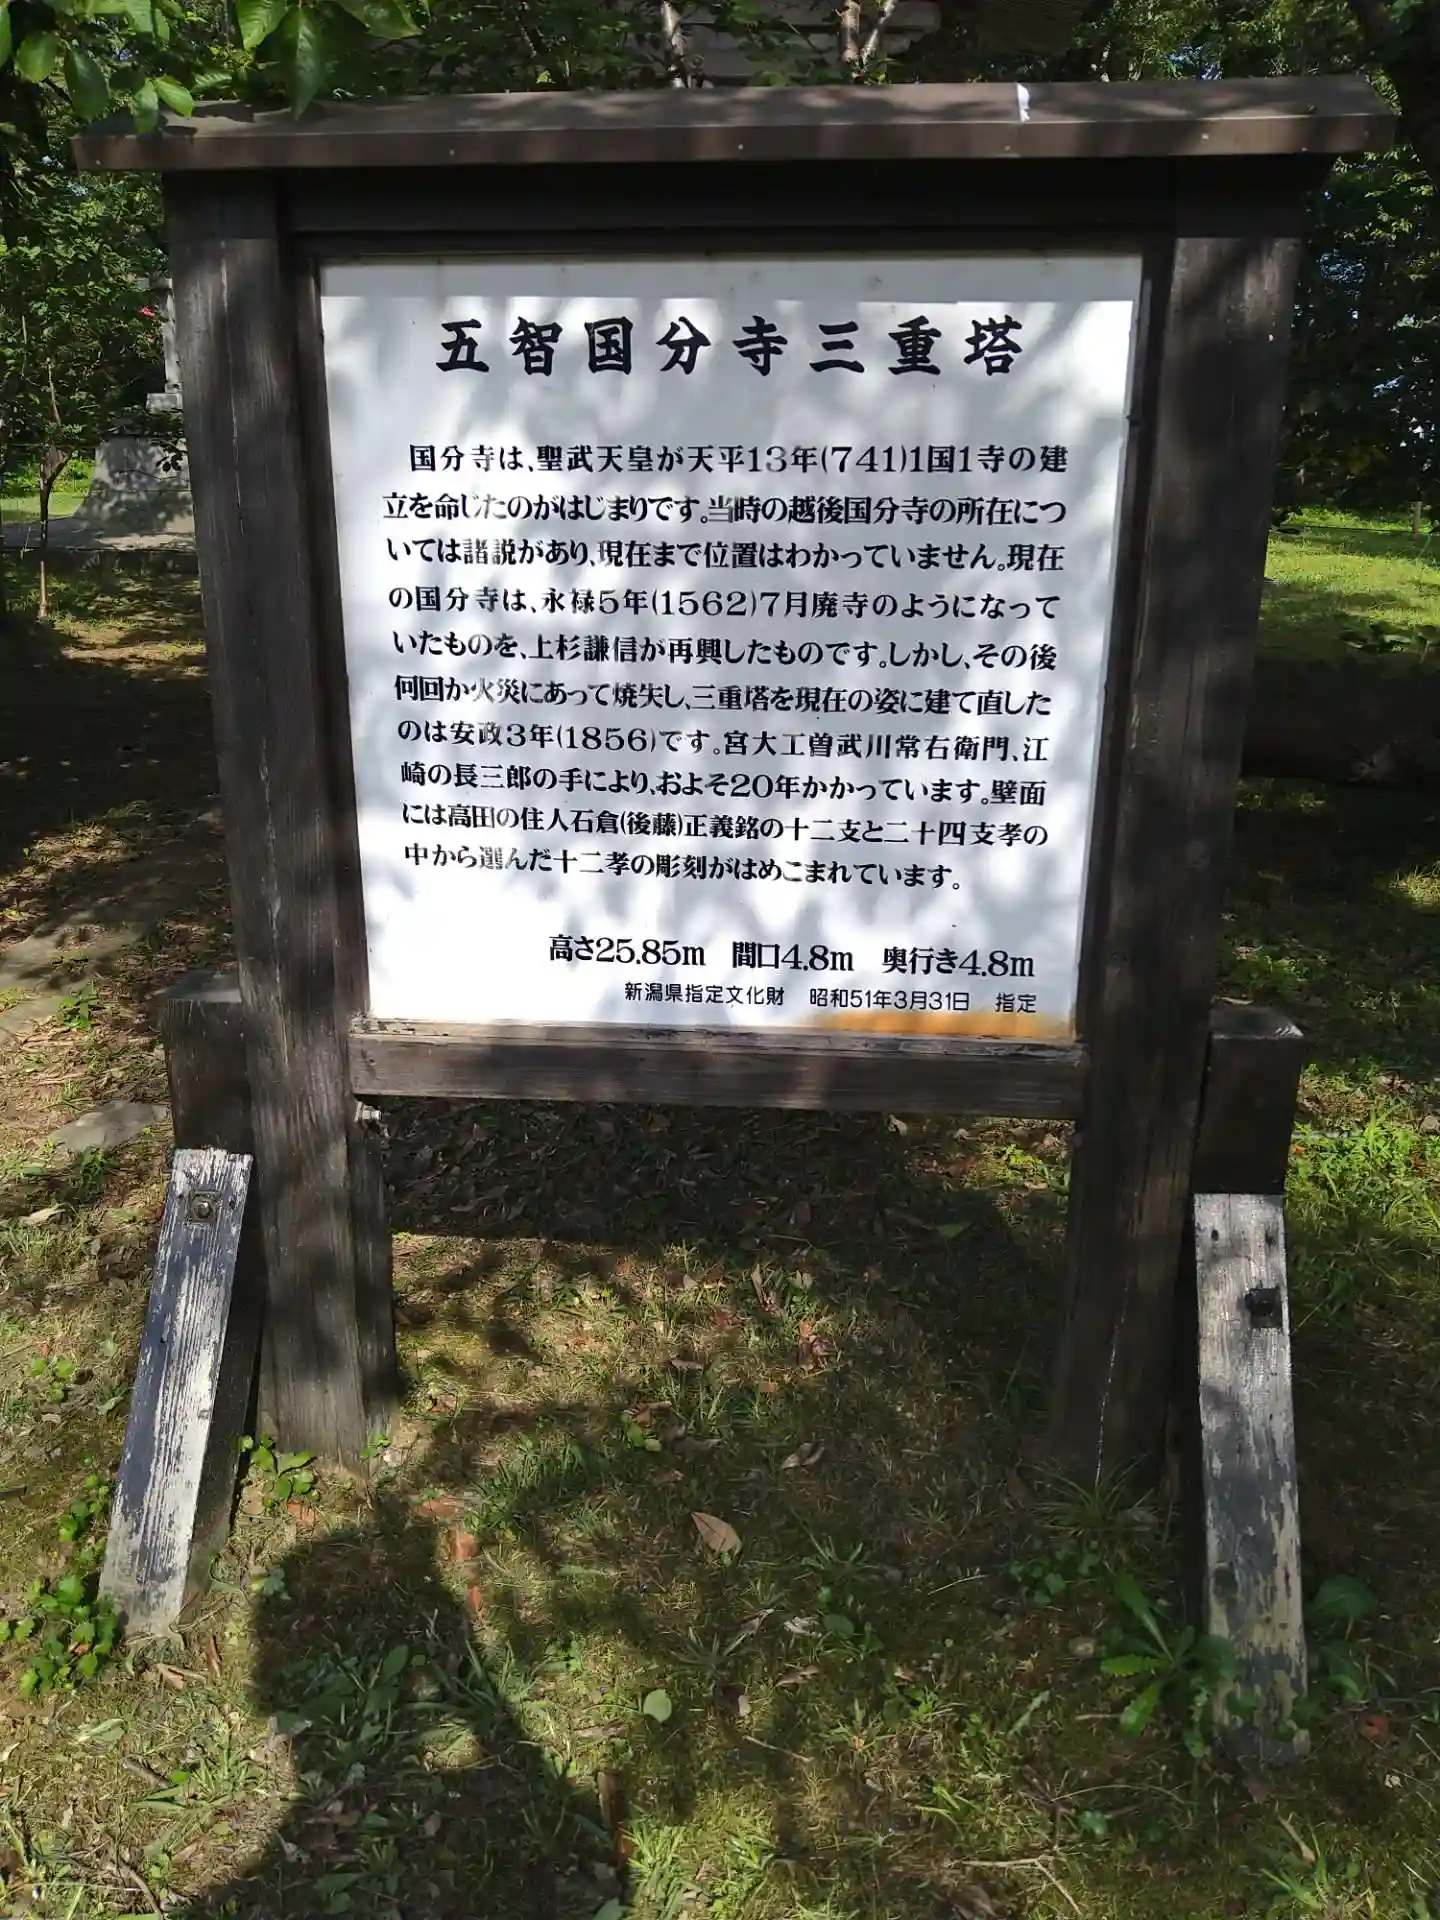 五智国分寺三重塔
国分寺は、聖武天皇が天平13年(741)1国1寺の建
立を命じたのがはじまりです。当時の越後国分寺の所在につ
いては諸説があり、現在まで位置はわかっていません。現在
の国分寺は、永禄5年(1562)7月廃寺のようになって
いたものを、上杉謙信が再興したものです。しかし、その後
何回か火災にあって焼失し、三重塔を現在の姿に建て直した
のは安政3年(1856)です。宮大工曽武川常右衛門、江
崎の長三郎の手により、およそ20年かかっています。壁面
には高田の住人石倉(後藤)正義銘の十二支と二十四支孝の
中から選んだ十二孝の彫刻がはめこまれています。
高さ25.85m 間口4.8m 奥行き4.8m
新潟県指定文化財 昭和51年3月31日 指定